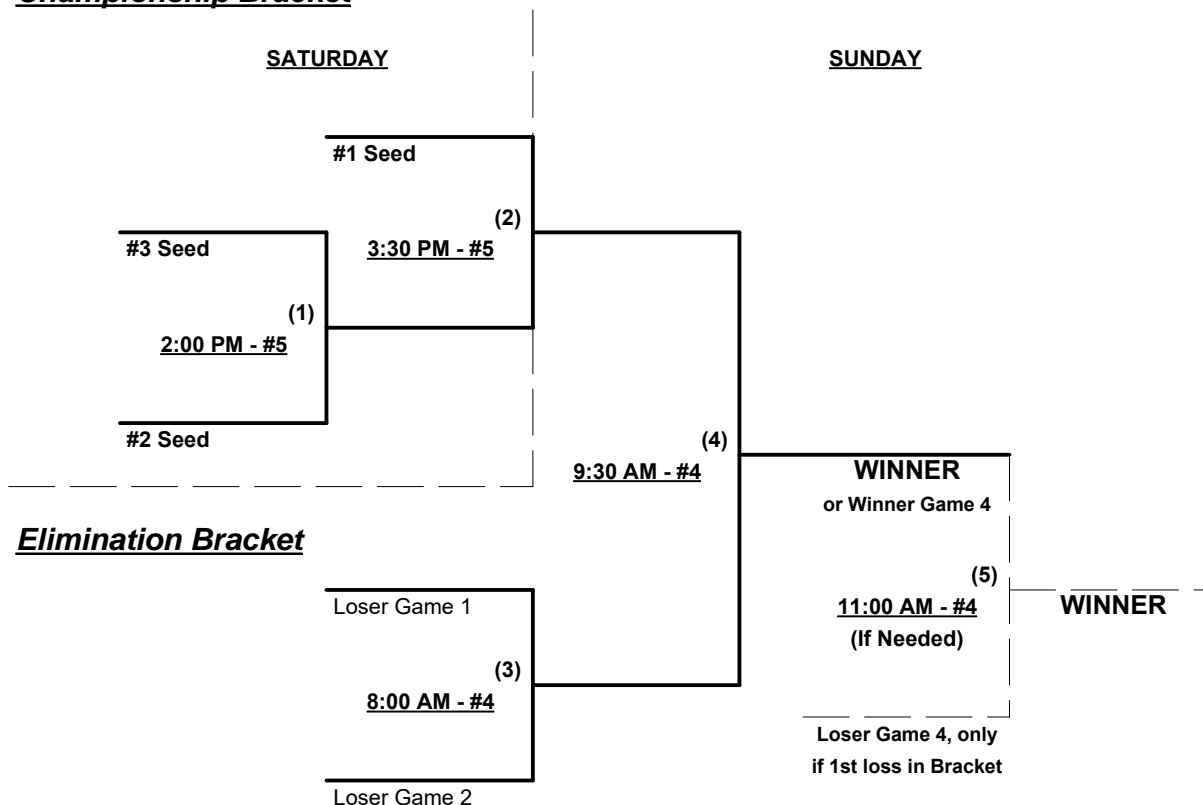 Championship Bracket
SATURDAY
SUNDAY
#1 Seed
(2)
#3 Seed
3:30 PM - #5
(1)
2:00 PM - #5
#2 Seed
(4)
9:30 AM - #4
WINNER
or Winner Game 4
Elimination Bracket
(5)
Loser Game 1
11:00 AM - #4
WINNER
(If Needed)
(3)
8:00 AM - #4
Loser Game 4, only
if 1st loss in Bracket
Loser Game 2